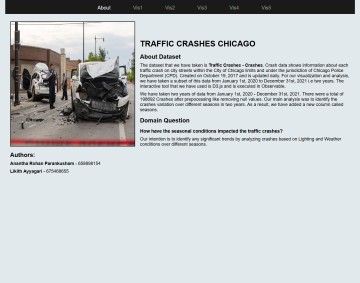 About Vis1 Vis2 Vis3 Vis4 Vis5
TRAFFIC CRASHES CHICAGO
About Dataset
The dataset that we have taken is Traffic Crashes - Crashes. Crash data shows information about each
traffic crash on city streets within the City of Chicago limits and under the jurisdiction of Chicago Police
Department (CPD). Created on October 19, 2017 and is updated daily. For our visualization and analysis,
we have taken a subset of this data from January 1st, 2020 to December 31st, 2021 i.e two years. The
interactive tool that we have used is D3.js and is executed in Observable.
We have taken two years of data from January 1st, 2020 - December 31st, 2021. There were a total of
198692 Crashes after preprocessing like removing null values. Our main analysis was to identify the
crashes variation over different seasons in two years. As a result, we have added a new column called
seasons.
Domain Question
How have the seasonal conditions impacted the traffic crashes?
Our intention is to identify any significant trends by analyzing crashes based on Lighting and Weather
conditions over different seasons.
Authors:
Anantha Rohan Parankusham -
Likith Ayyagari - 675468655